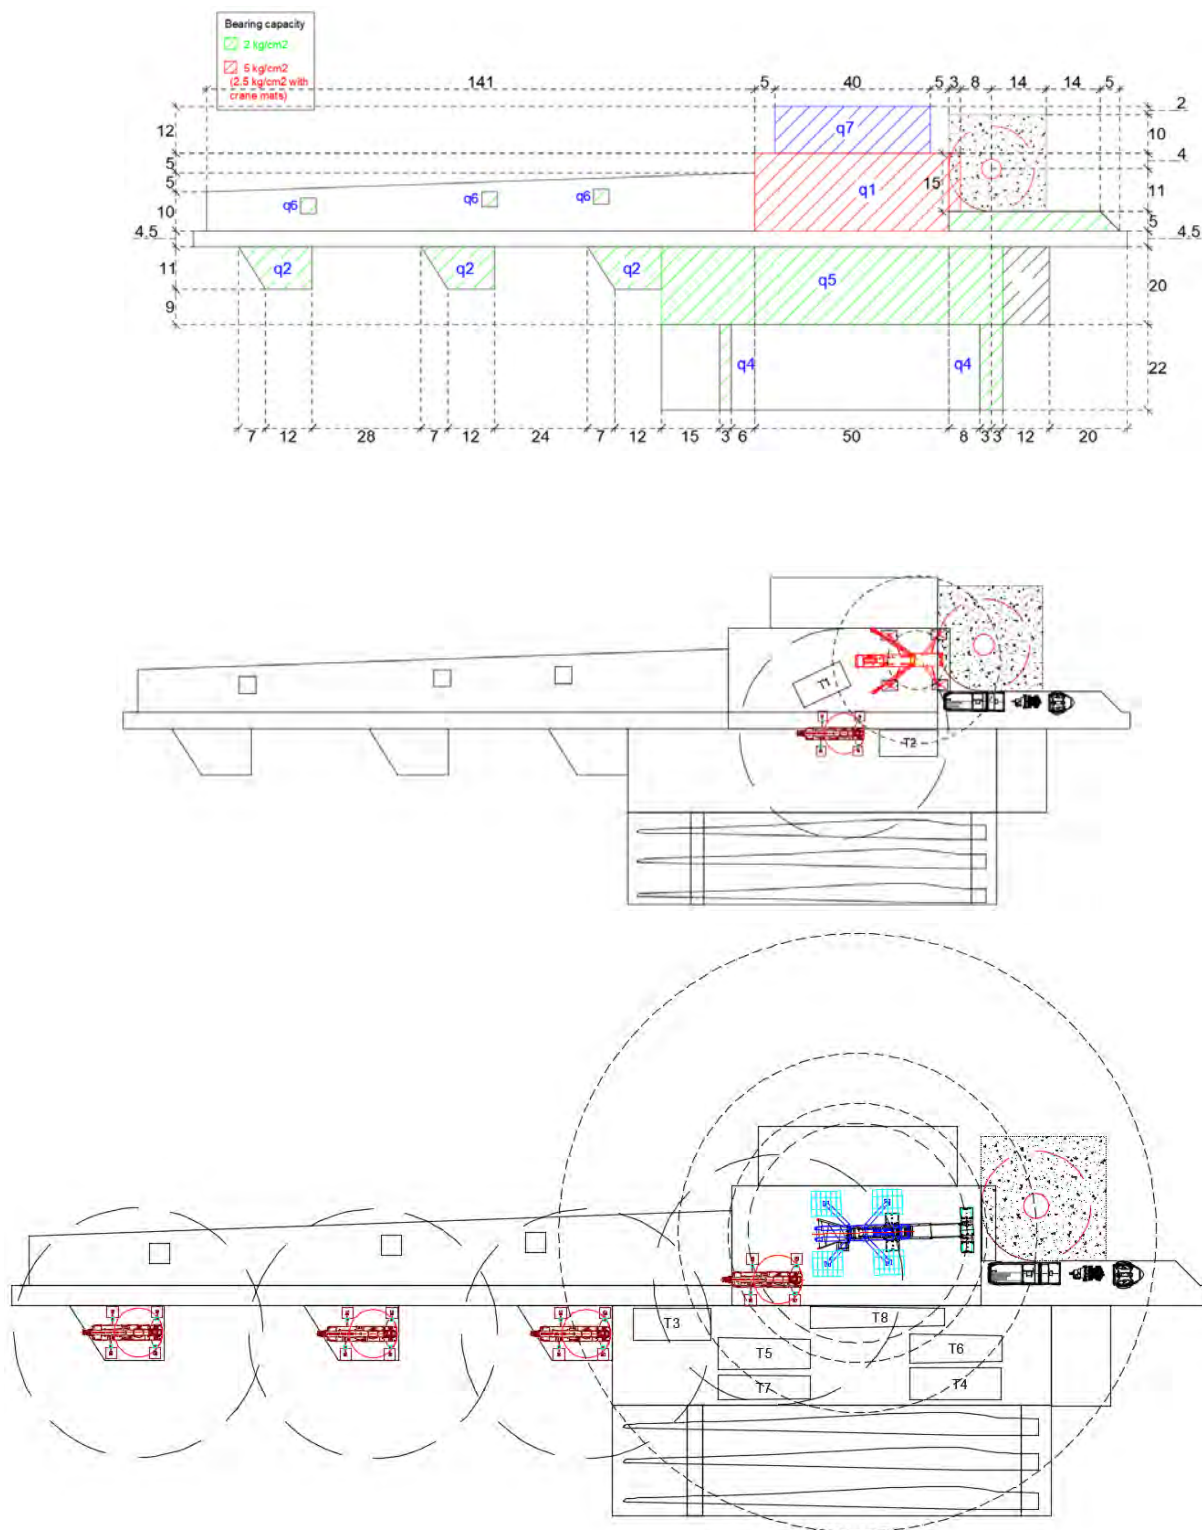 Bearing capacity
2 kg/cm2
5 kg/cm2
(2.5 kg/cm2 with
crane mats)
141
5
40
5
3
8
14
14
5
2
12
q7
10
4
5
5
q1
15
11
q6
q6
q6
10
5
4.5
4.5
11
q2
q2
q2
q5
20
9
q4
q4
22
7
12
28
7
12
24
7
12
15
3
6
50
8
3
3
12
20
T1
T2
T3
T8
T5
T6
T7
T4